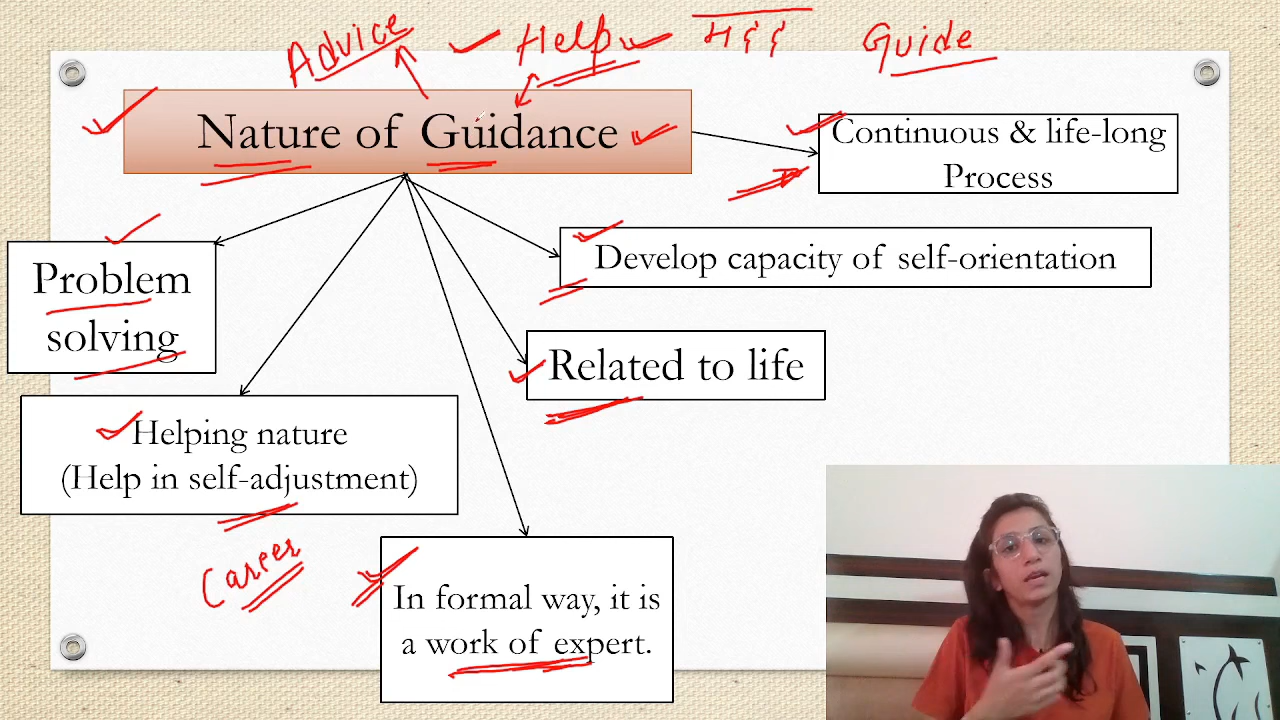 Advice
Help
Guide
Nature of Guidance
Continuous & life-long
Process
Develop capacity of self-orientation
Problem
solving
Related to life
Helping nature
(Help in self-adjustment)
Career
In formal way, it is
a work of expert.